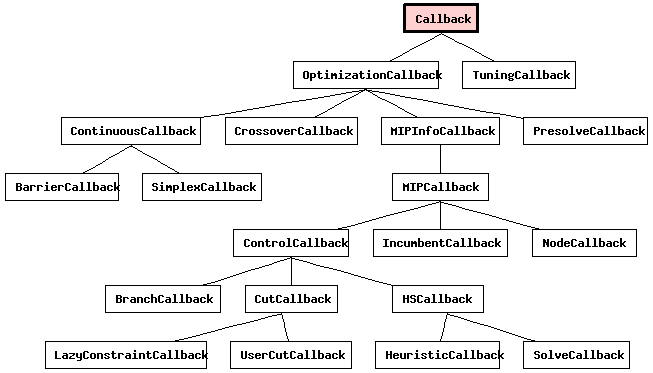 Callback
OptimizationCallback
TuningCallback
ContinuousCallback
CrossoverCallback
MIPInfoCallback
PresolveCallback
BarrierCallback
SimplexCallback
MIPCallback
ControlCallback
IncumbentCallback
NodeCallback
BranchCallback
CutCallback
HSCallback
LazyConstraintCallback
UserCutCallback
HeuristicCallback
SolveCallback